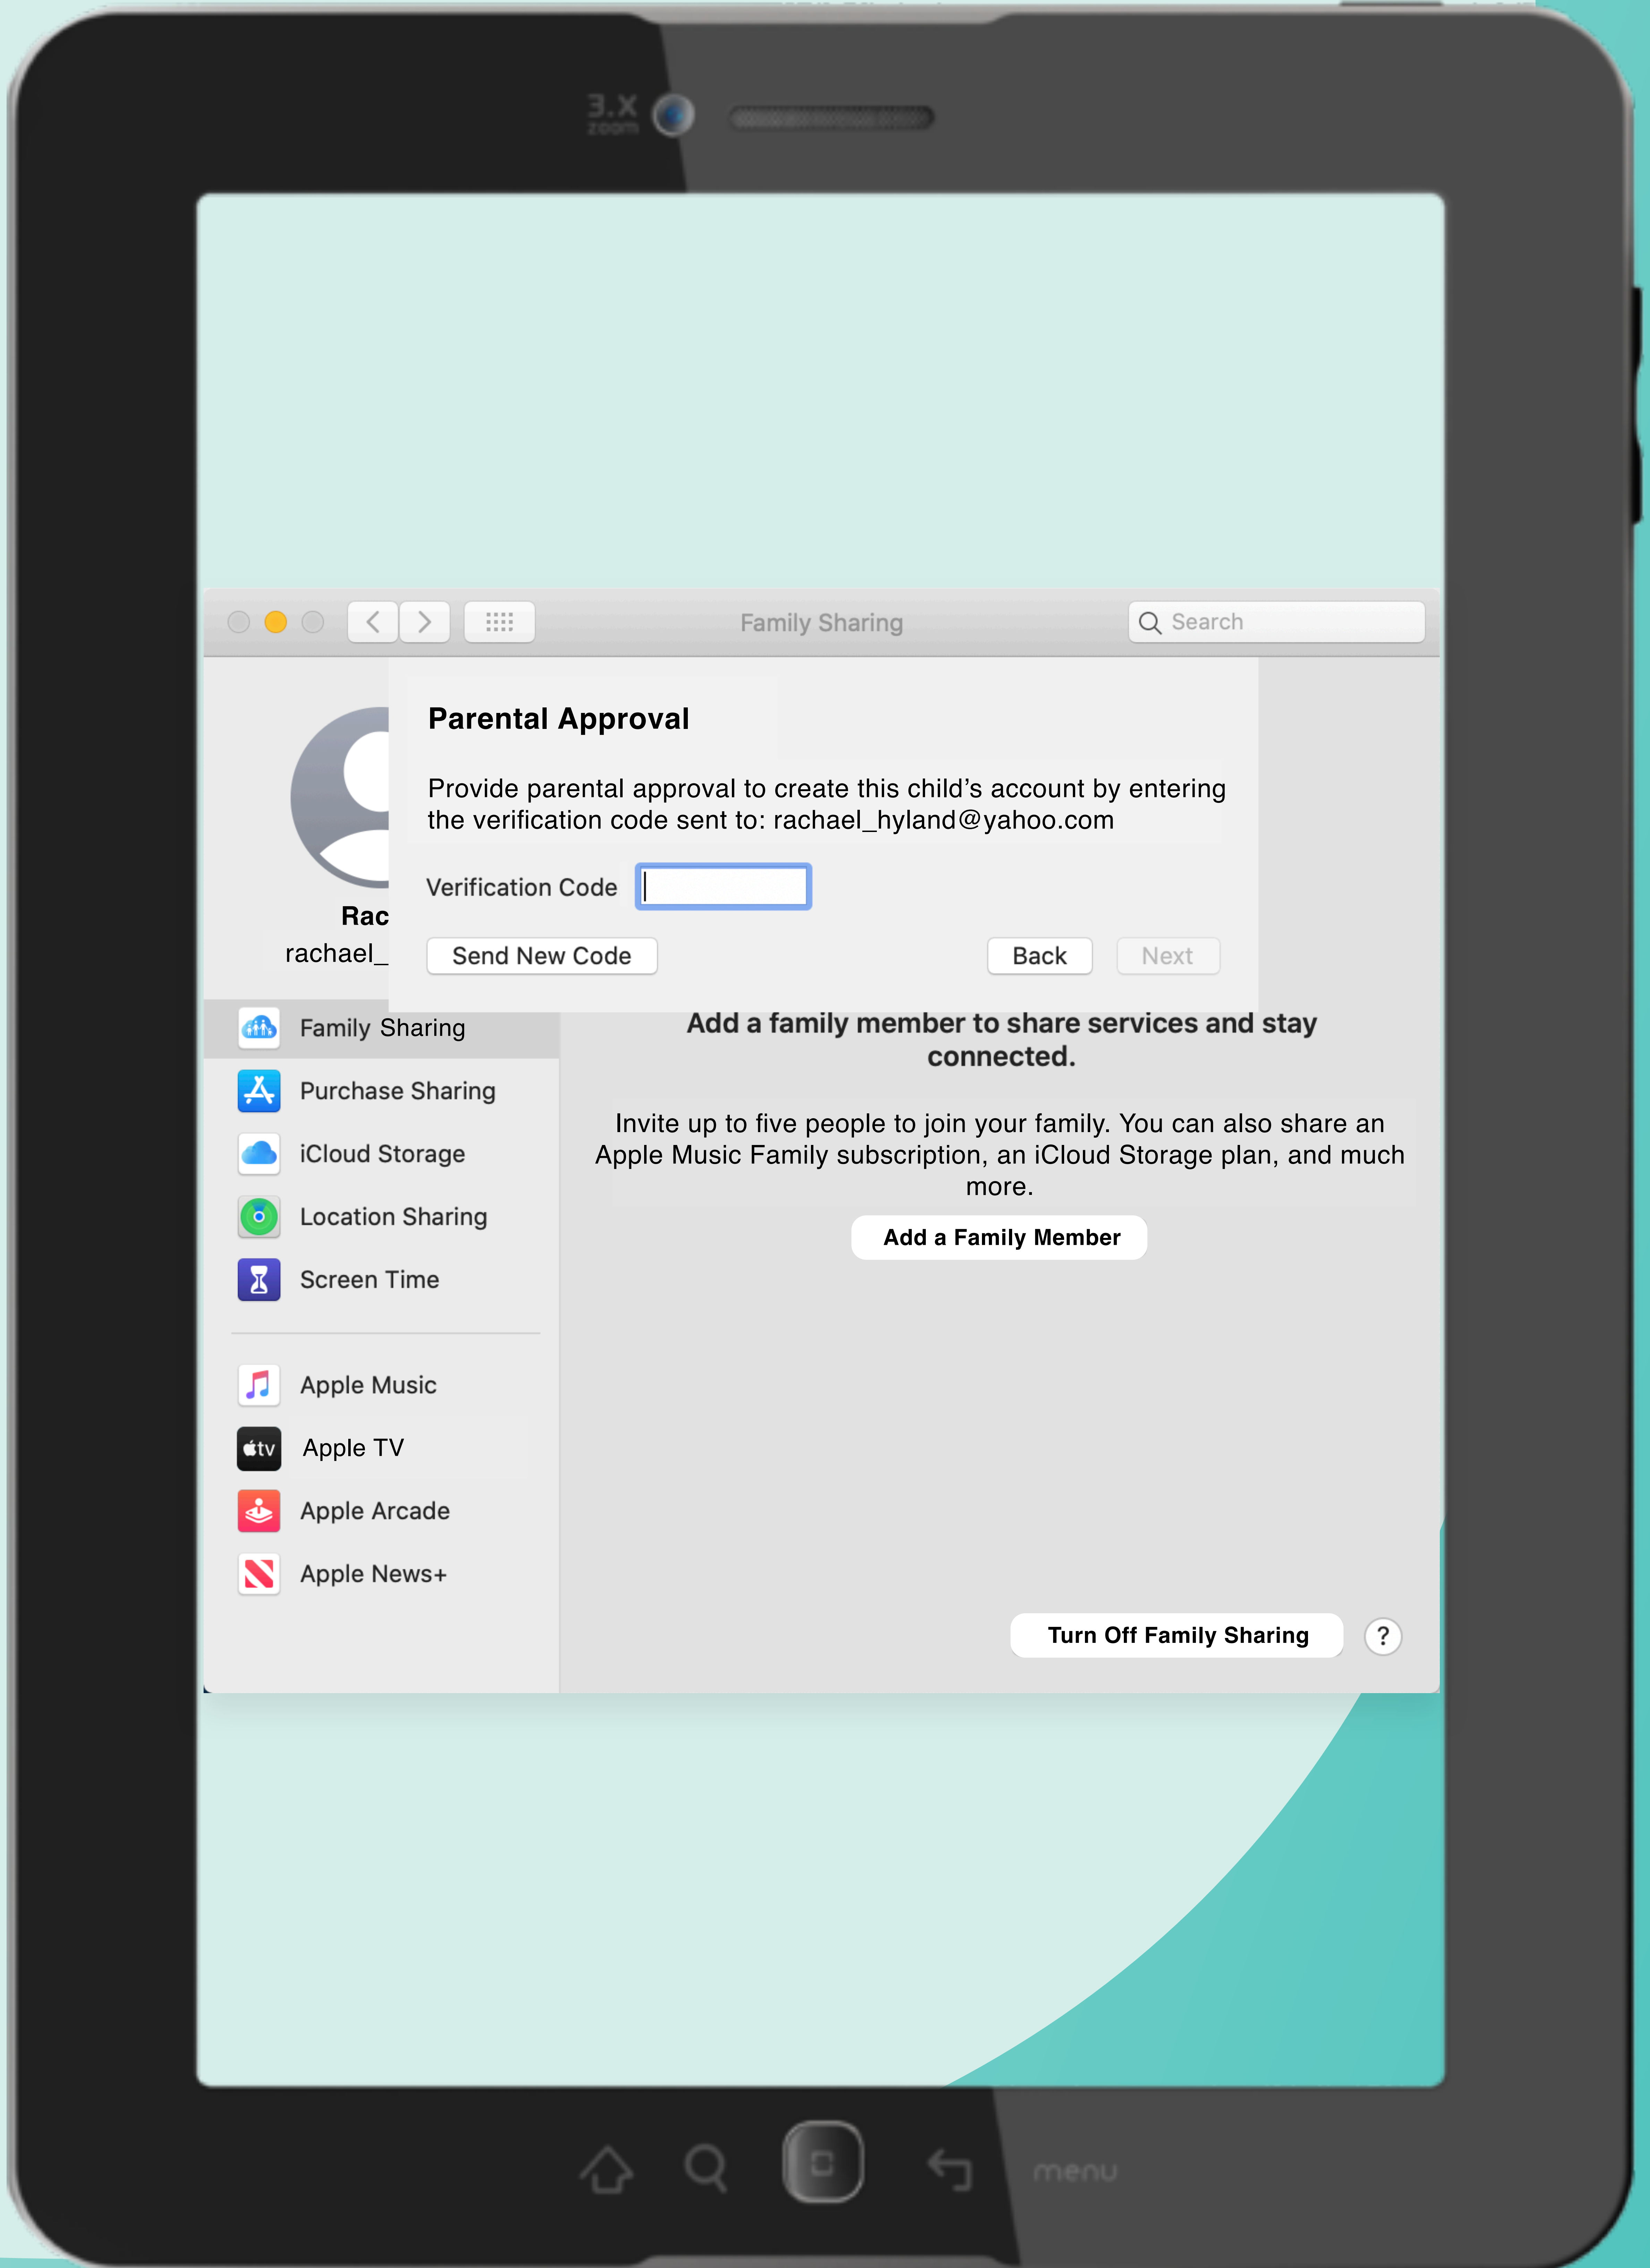 3.X
zoom
Family Sharing
Search
Parental Approval
Provide parental approval to create this child’s account by entering
the verification code sent to: rachael_hyland@yahoo.com
Verification Code
Send New Code
Back
Next
Rac
rachael_
Family Sharing
Purchase Sharing
iCloud Storage
Location Sharing
Screen Time
Apple Music
tv
Apple TV
Apple Arcade
Apple News+
Add a family member to share services and stay
connected.
Invite up to five people to join your family. You can also share an
Apple Music Family subscription, an iCloud Storage plan, and much
more.
Add a Family Member
Turn Off Family Sharing
?
menu